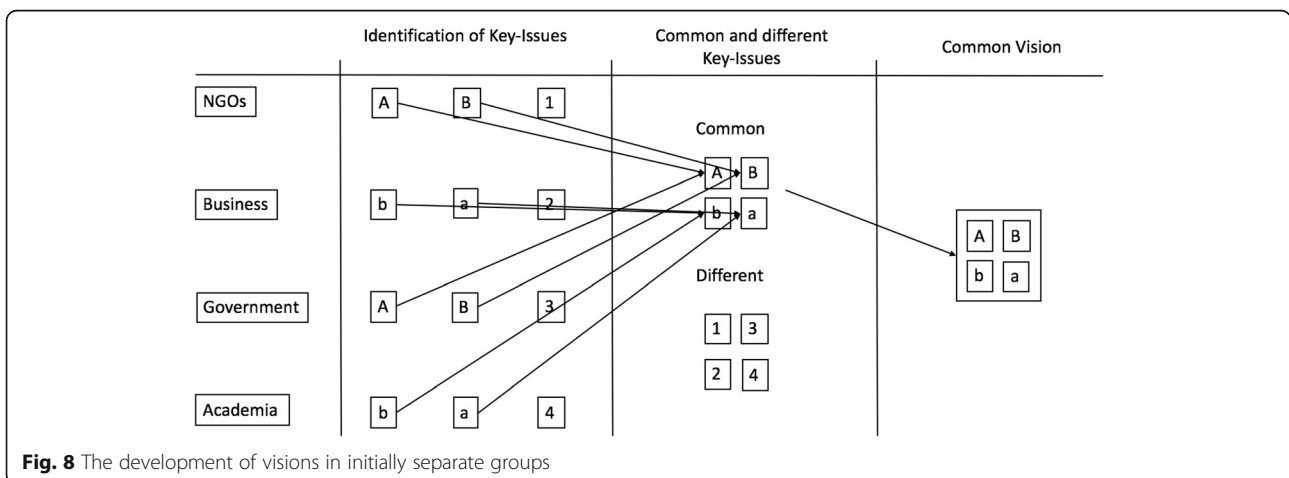 Identification of Key-Issues
Common and different
Key-Issues
Common Vision
NGOs
A B 1
Common
A B
Business
b a 2
b a
A B
b a
Different
Government
A B 3
1 3
2 4
Academia
b a 4
Fig. 8 The development of visions in initially separate groups